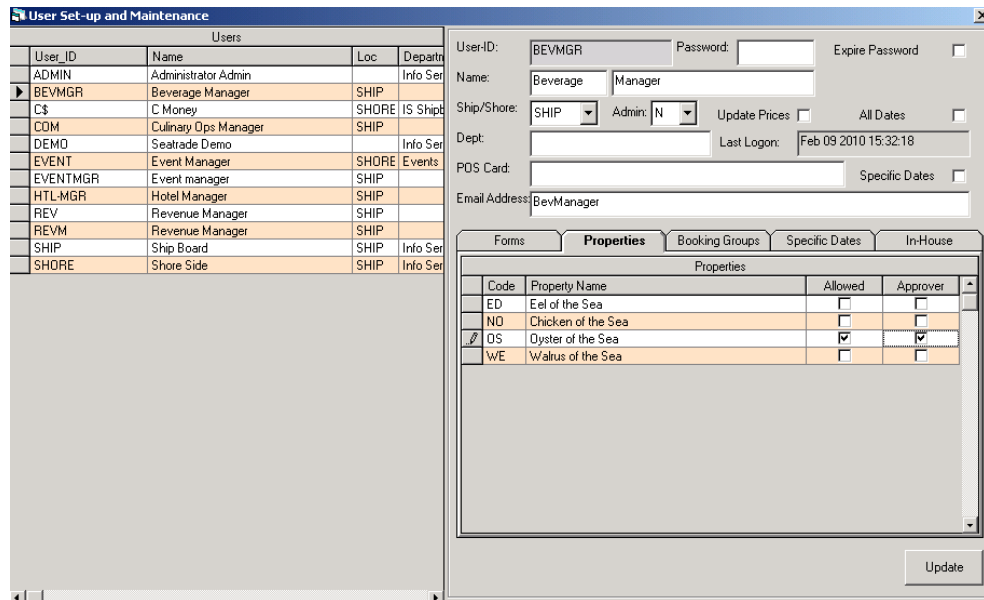 User Set-up and Maintenance
Users
User_ID Name Loc Departn
ADMIN Administrator Admin Info Ser
BEVMGR Beverage Manager SHIP
C$ C Money SHORE IS Shipb
COM Culinary Ops Manager SHIP
DEMO Seatrade Demo Info Ser
EVENT Event Manager SHORE Events
EVENTMGR Event manager SHIP
HTL-MGR Hotel Manager SHIP
REV Revenue Manager SHIP
REVM Revenue Manager SHIP
SHIP Ship Board SHIP Info Ser
SHORE Shore Side SHIP Info Ser
User-ID: BEVMGR Password: Expire Password
Name: Beverage Manager
Ship/Shore: SHIP Admin: N Update Prices All Dates
Dept: Last Logon: Feb 09 2010 15:32:18
POS Card: Specific Dates
Email Address: BevManager
Forms Properties Booking Groups Specific Dates In-House
Properties
Code Property Name Allowed Approver
ED Eel of the Sea
NO Chicken of the Sea
OS Oyster of the Sea
WE Walrus of the Sea
Update